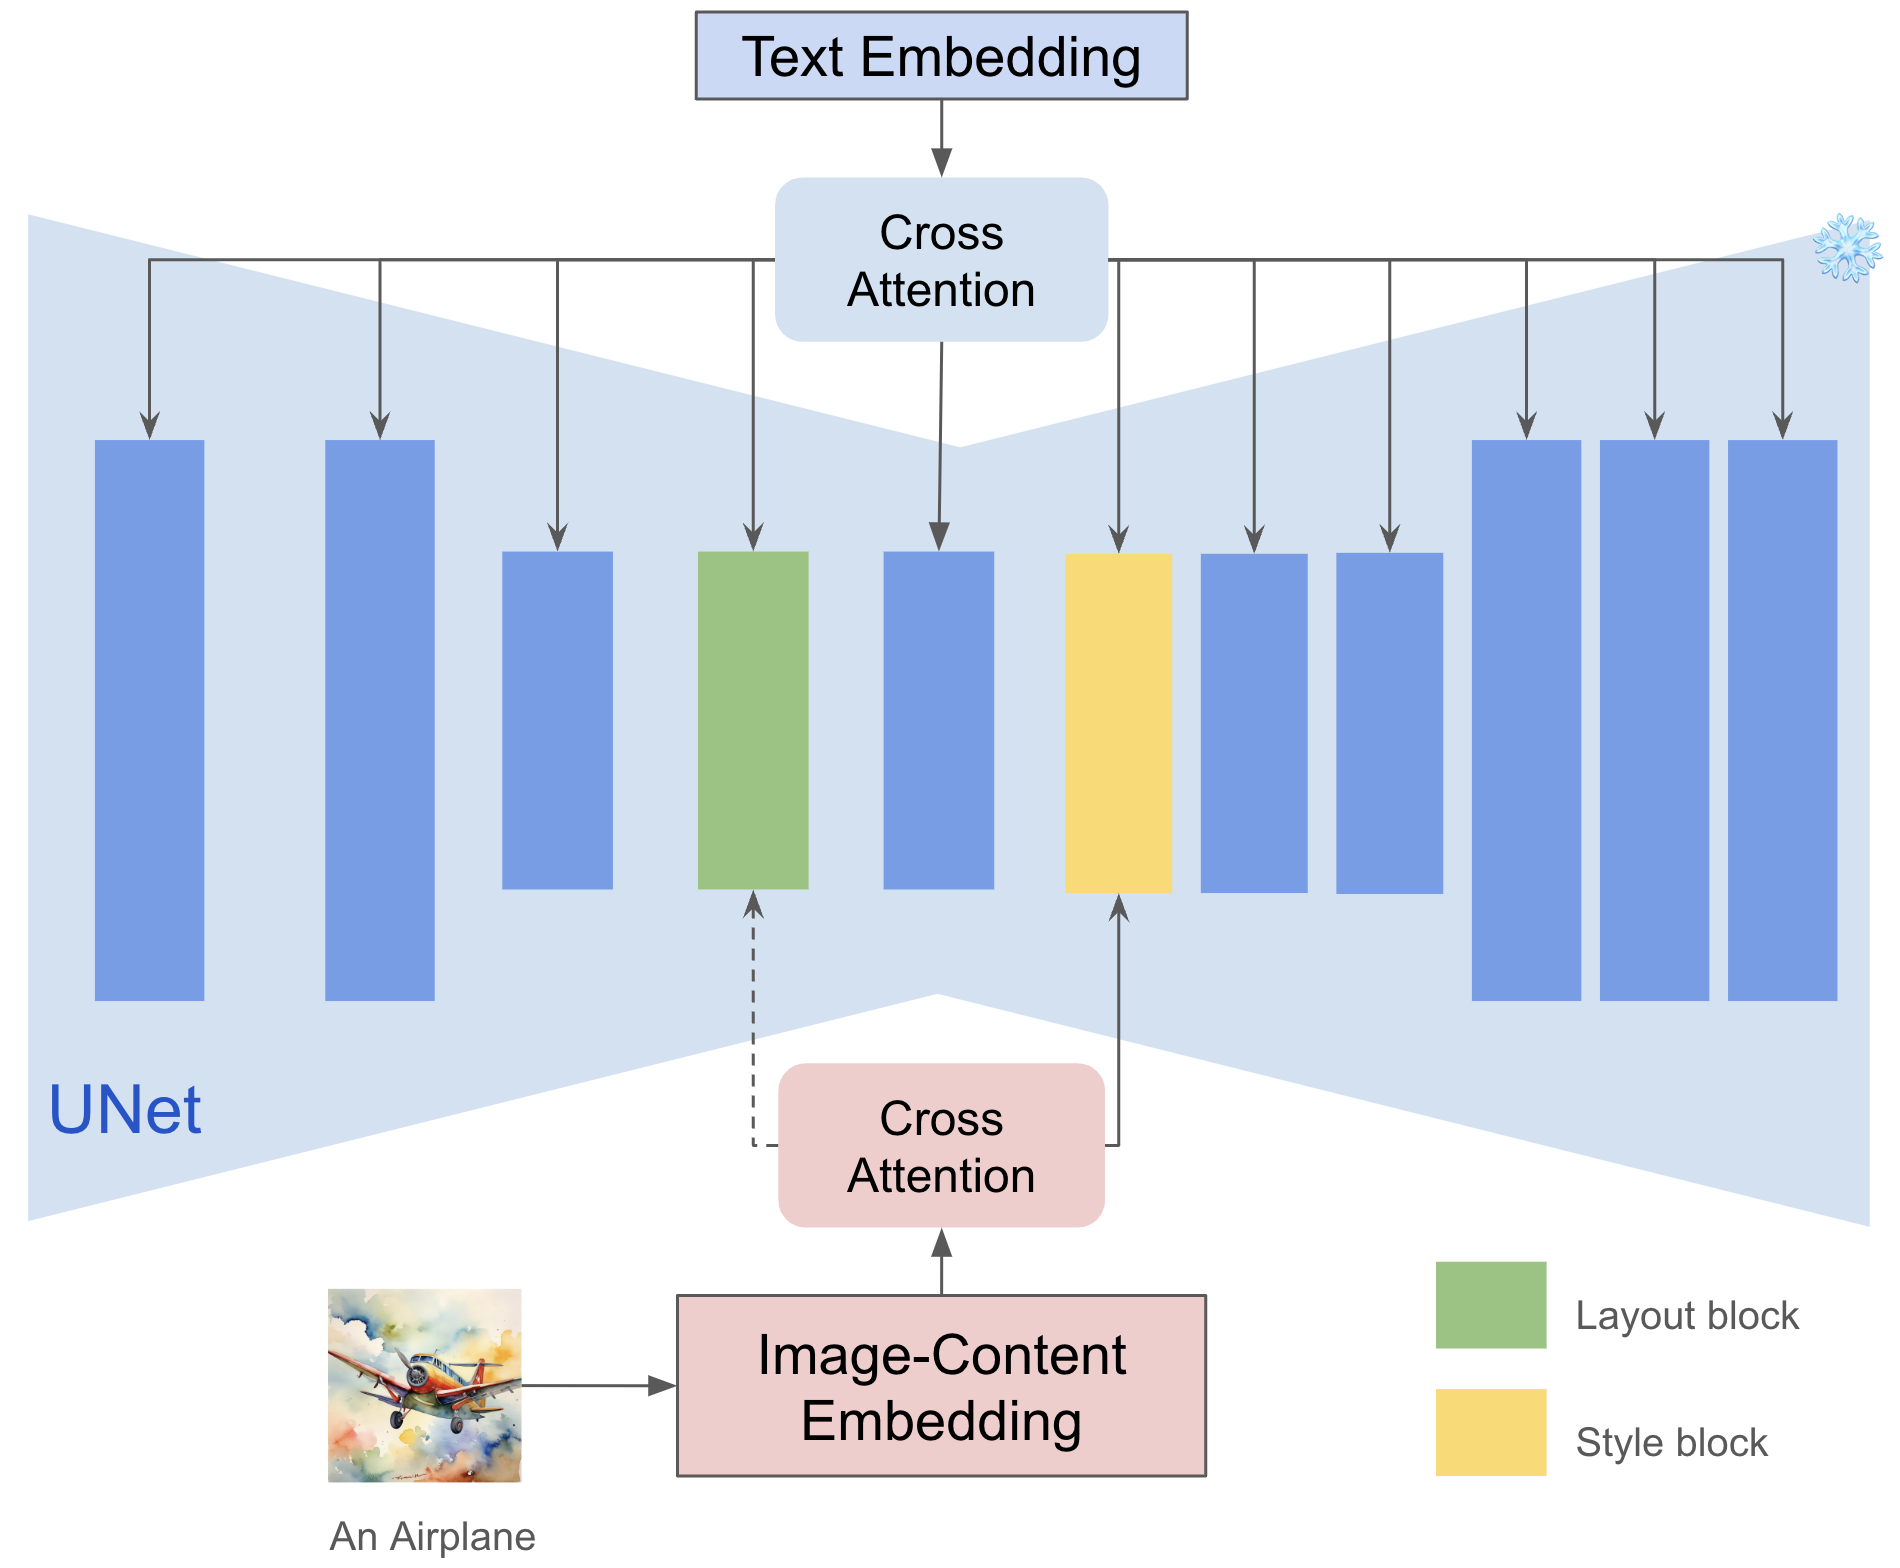 Text Embedding
Cross
Attention
UNet
Cross
Attention
Image-Content
Embedding
An Airplane
Layout block
Style block